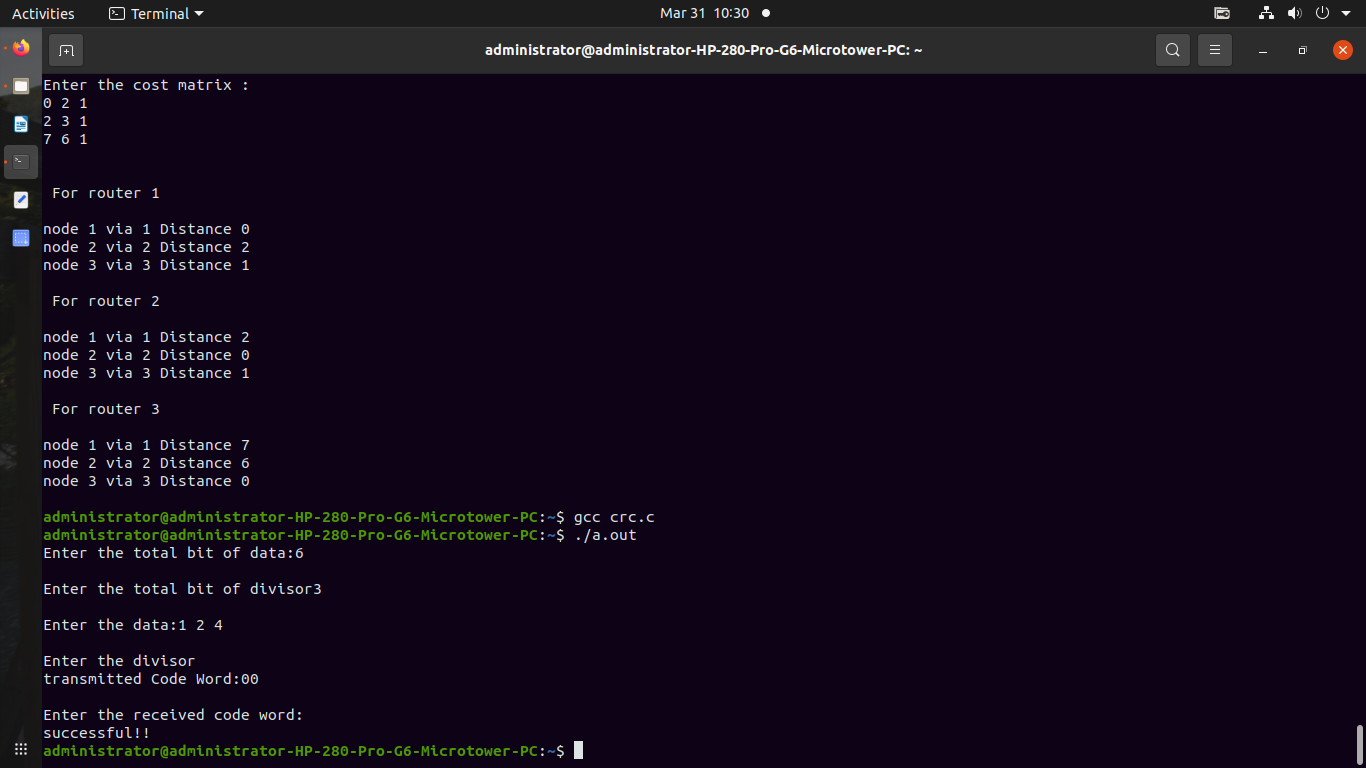 Activities Terminal Mar 31 10:30
administrator@administrator-HP-280-Pro-G6-Microtower-PC: ~
Enter the cost matrix :
0 2 1
2 3 1
7 6 1
For router 1
node 1 via 1 Distance 0
node 2 via 2 Distance 2
node 3 via 3 Distance 1
For router 2
node 1 via 1 Distance 2
node 2 via 2 Distance 0
node 3 via 3 Distance 1
For router 3
node 1 via 1 Distance 7
node 2 via 2 Distance 6
node 3 via 3 Distance 0
administrator@administrator-HP-280-Pro-G6-Microtower-PC:~$ gcc crc.c
administrator@administrator-HP-280-Pro-G6-Microtower-PC:~$ ./a.out
Enter the total bit of data:6
Enter the total bit of divisor3
Enter the data:1 2 4
Enter the divisor
transmitted Code Word:00
Enter the received code word:
successful!!
administrator@administrator-HP-280-Pro-G6-Microtower-PC:~$